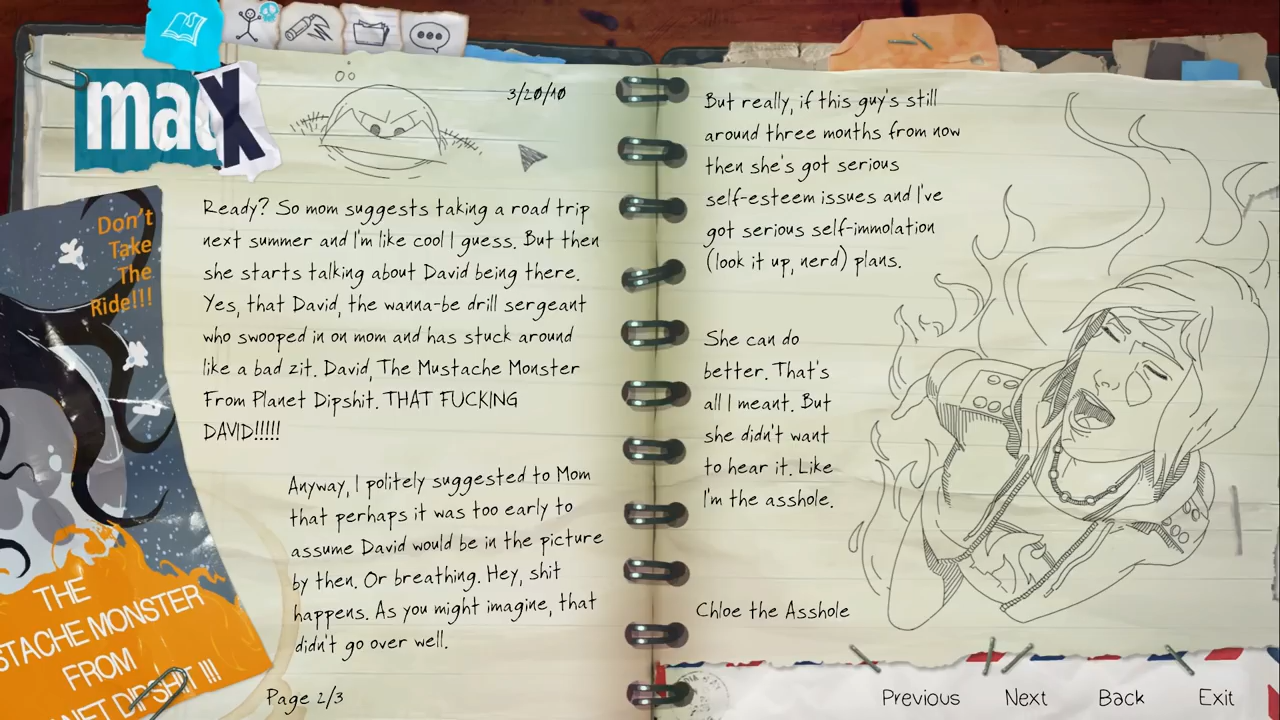 max
3/20/10
Don't
Take
The
Ride!!!
Ready? So mom suggests taking a road trip
next summer and I'm like cool I guess. But then
she starts talking about David being there.
Yes, that David, the wanna-be drill sergeant
who swooped in on mom and has stuck around
like a bad zit. David, The Mustache Monster
From Planet Dipshit. THAT FUCKING
DAVID!!!!!
Anyway, I politely suggested to Mom
that perhaps it was too early to
assume David would be in the picture
by then. Or breathing. Hey, shit
happens. As you might imagine, that
didn't go over well.
THE
STACHE MONSTER
FROM
ANET DIPSHIT !!!
Page 2/3
But really, if this guy's still
around three months from now
then she's got serious
self-esteem issues and I've
got serious self-immolation
(look it up, nerd) plans.
She can do
better. That's
all I meant. But
she didn't want
to hear it. Like
I'm the asshole.
Chloe the Asshole
Previous Next Back Exit